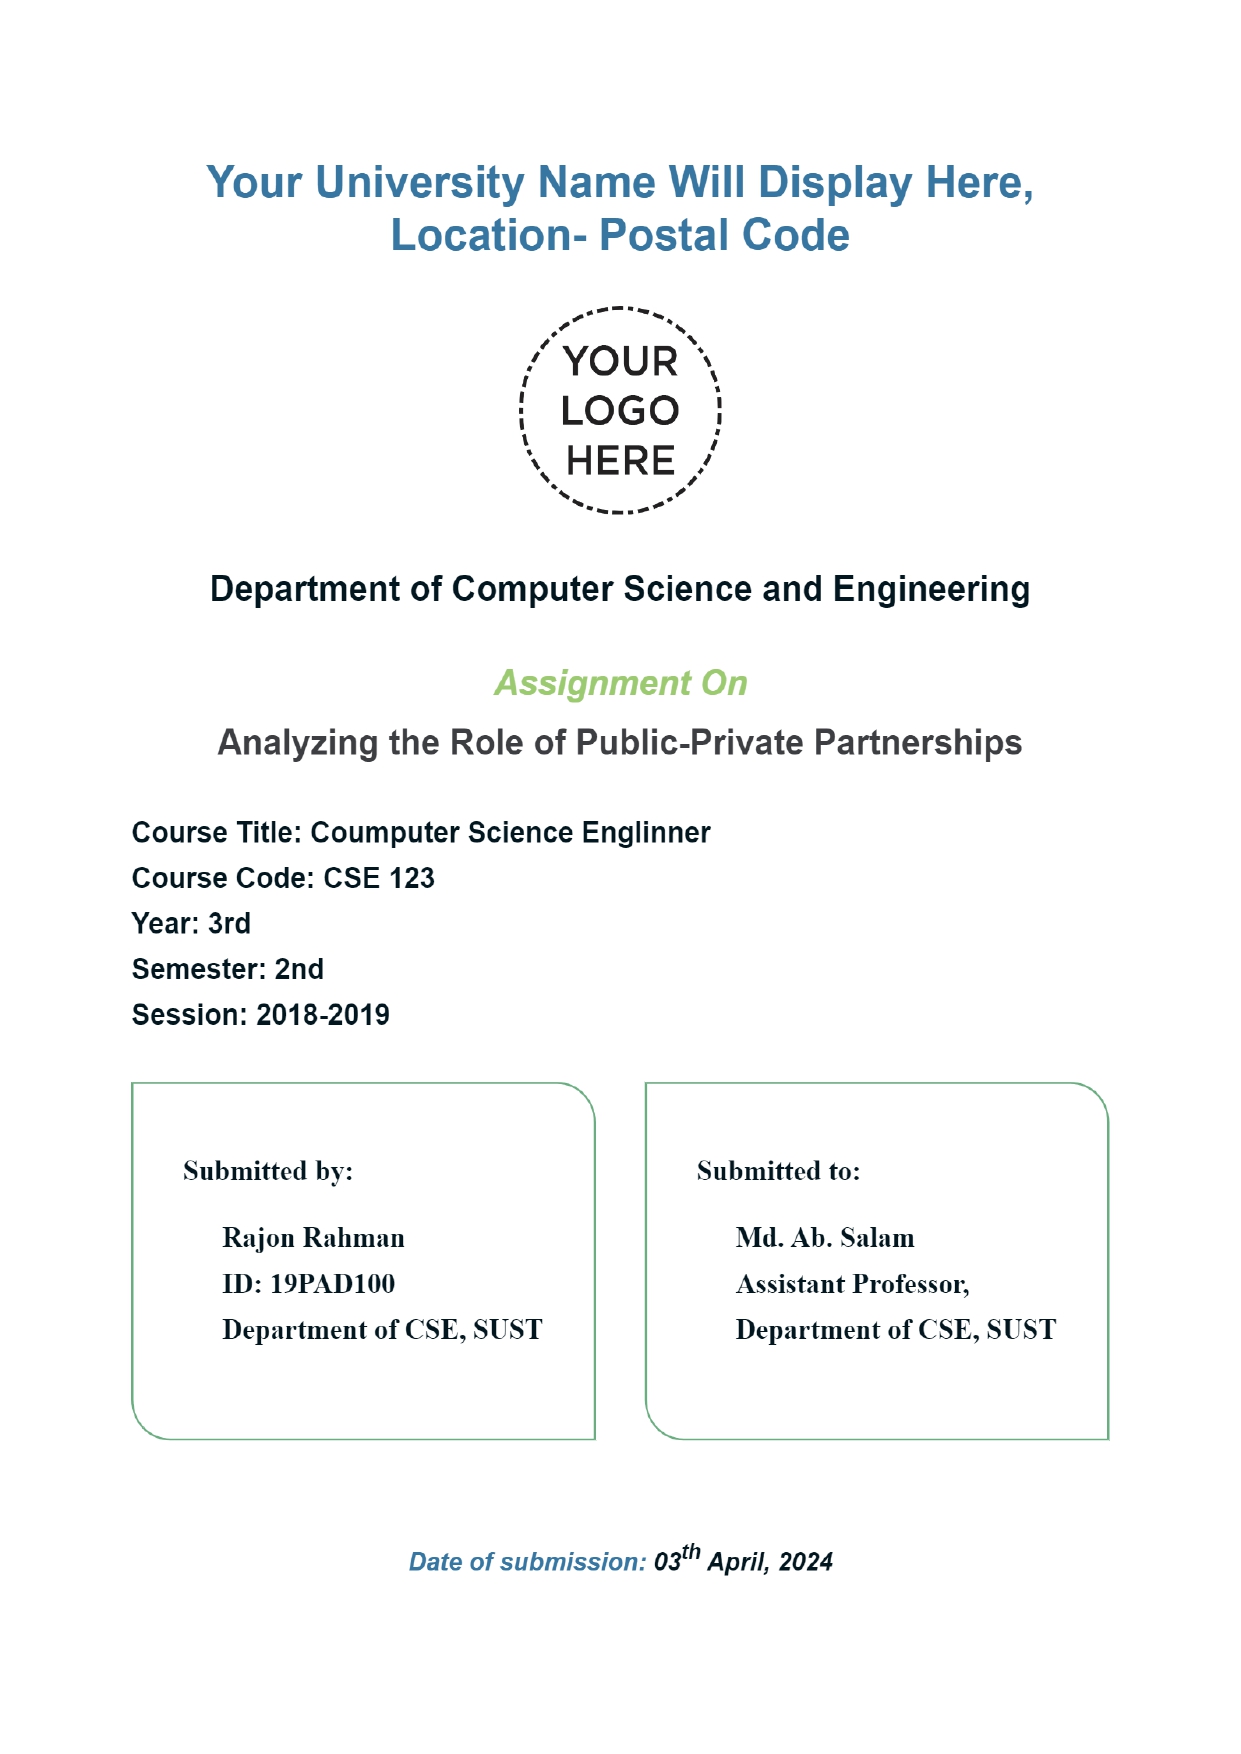 Your University Name Will Display Here,
Location- Postal Code
YOUR
LOGO
HERE
Department of Computer Science and Engineering
Assignment On
Analyzing the Role of Public-Private Partnerships
Course Title: Coumputer Science Englinner
Course Code: CSE 123
Year: 3rd
Semester: 2nd
Session: 2018-2019
Submitted by:
Rajon Rahman
ID: 19PAD100
Department of CSE, SUST
Submitted to:
Md. Ab. Salam
Assistant Professor,
Department of CSE, SUST
Date of submission: 03th April, 2024